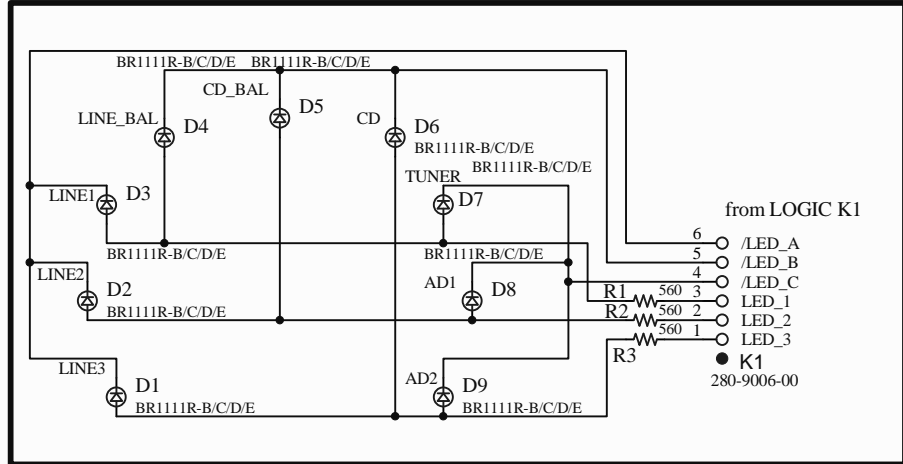 BR1111R-B/C/D/E BR1111R-B/C/D/E
CD_BAL
D5
LINE_BAL D4
CD D6
BR1111R-B/C/D/E
BR1111R-B/C/D/E
TUNER
LINE1 D3
D7
from LOGIC K1
BR1111R-B/C/D/E
BR1111R-B/C/D/E
6 /LED_A
5 /LED_B
4 /LED_C
LINE2
D2
AD1
D8
BR1111R-B/C/D/E
R1 560 3 LED_1
R2 560 2 LED_2
R3 560 1 LED_3
K1
280-9006-00
LINE3
D1
BR1111R-B/C/D/E
AD2
D9
BR1111R-B/C/D/E